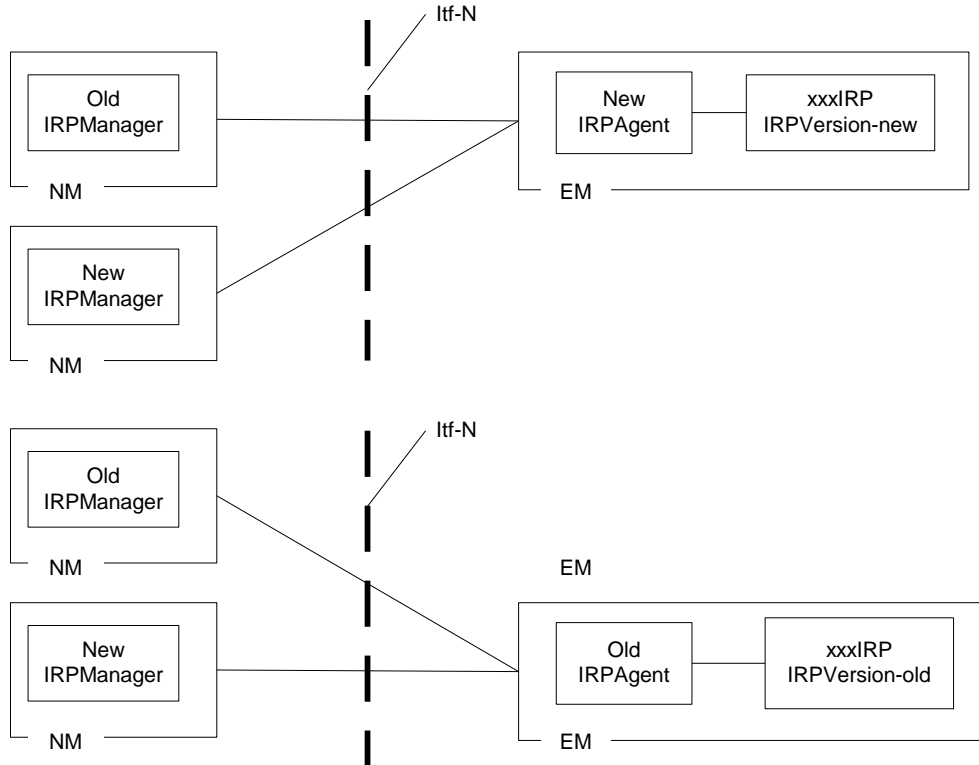 Itf-N
Old
IRPManager
NM
New
IRPAgent
xxxIRP
IRPVersion-new
EM
New
IRPManager
NM
Itf-N
Old
IRPManager
NM
EM
New
IRPManager
NM
Old
IRPAgent
xxxIRP
IRPVersion-old
EM